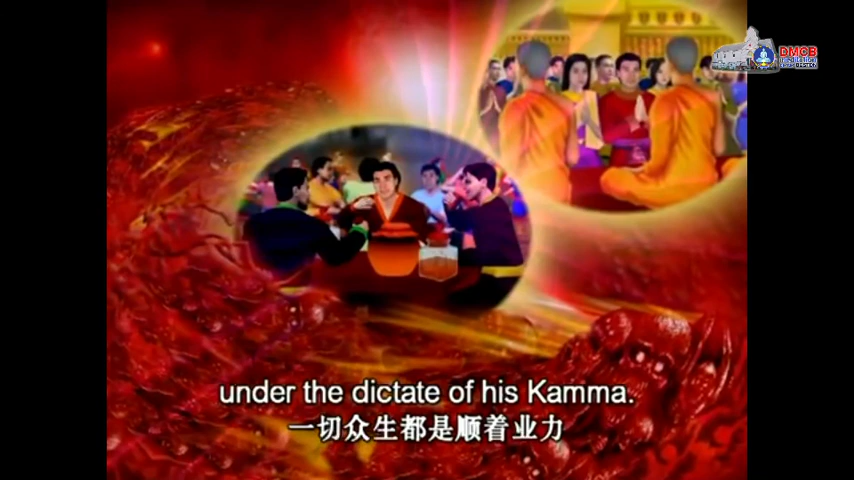 DMCB
under the dictate of his Kamma.
一切众生都是顺着业力